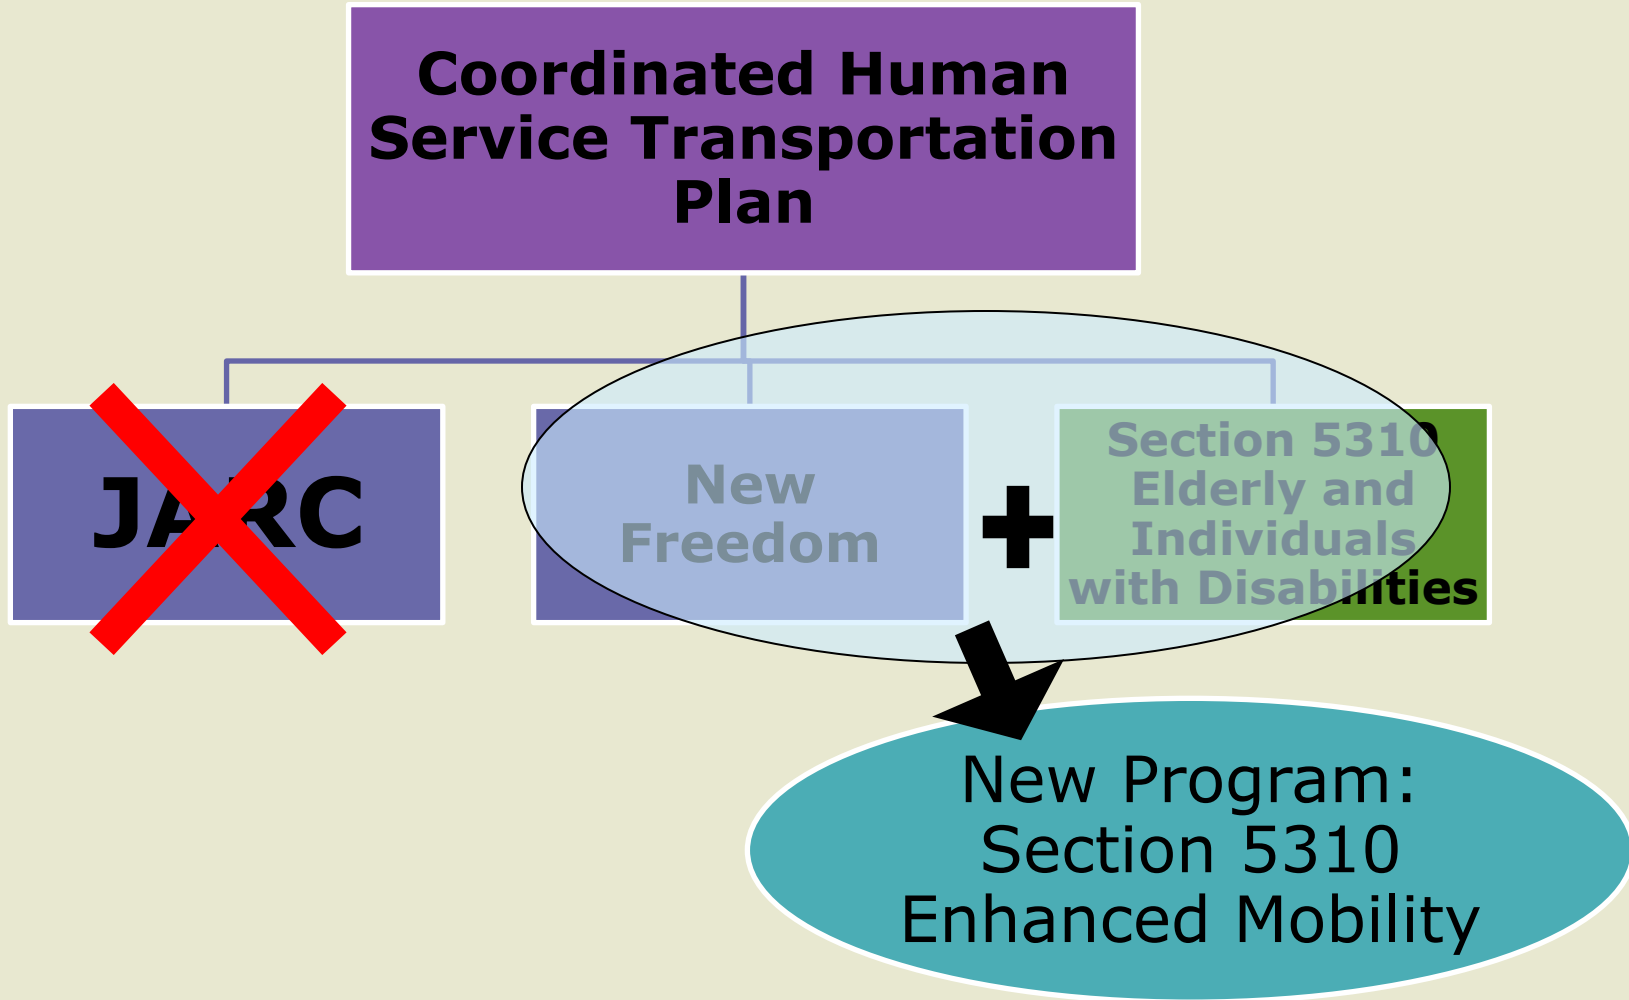 Coordinated Human
Service Transportation
Plan
JARC
New
Freedom
Section 5310
Elderly and
Individuals
with Disabilities
New Program:
Section 5310
Enhanced Mobility